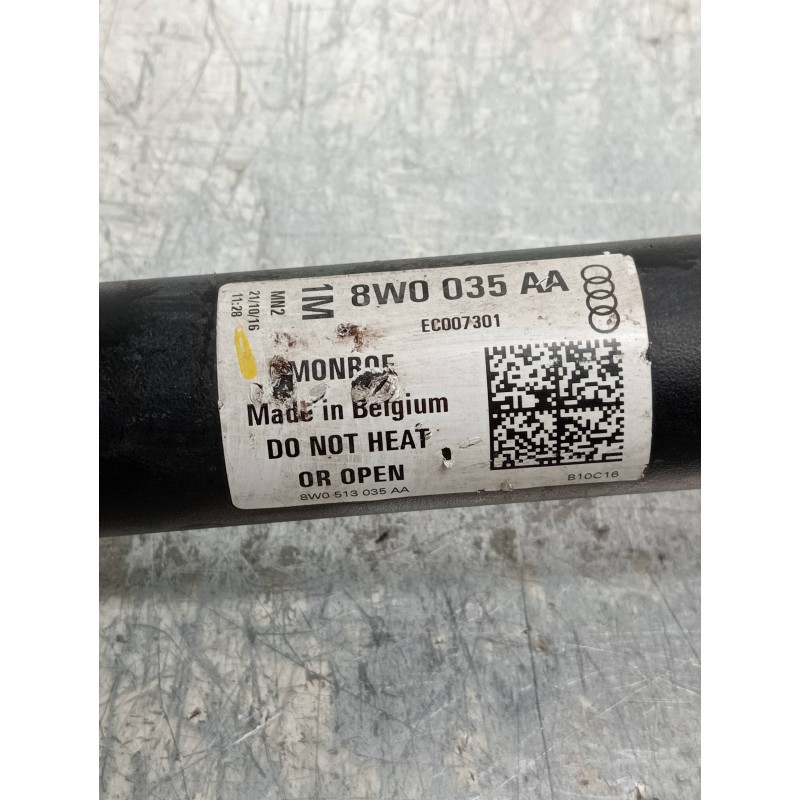 1M 8W0 035 AA
MN2
21/10/16
11:28
EC007301
MONROE
Made in Belgium
DO NOT HEAT
OR OPEN
8W0 513 035 AA
B10C16